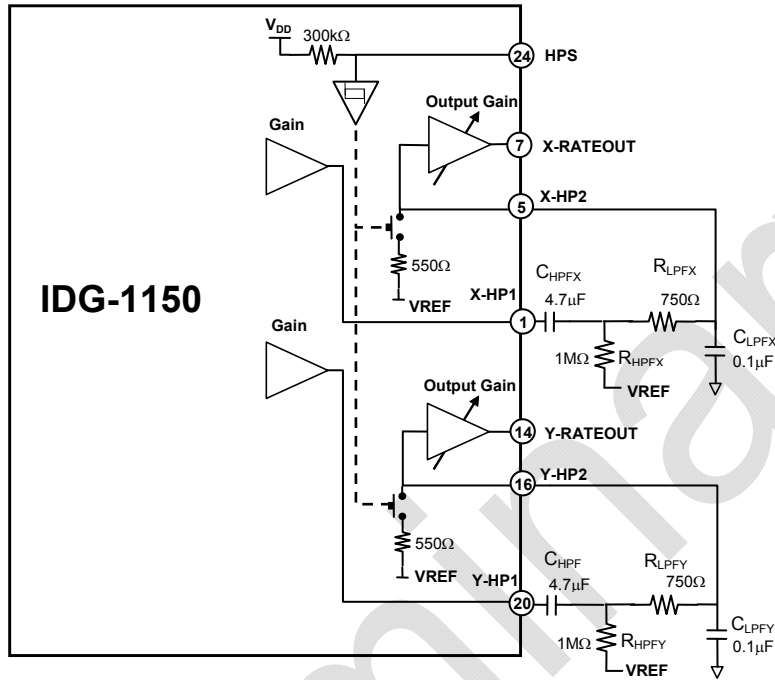 VDD
300kΩ
24 HPS
Output Gain
Gain
7 X-RATEOUT
5 X-HP2
550Ω
VREF
X-HP1
1
CHPFX
4.7µF
RLPFX
750Ω
CLPFX
0.1µF
1MΩ RHPFX
VREF
IDG-1150
Gain
Output Gain
14 Y-RATEOUT
16 Y-HP2
550Ω
VREF
Y-HP1
20
CHPF
4.7µF
RLPFY
750Ω
CLPFY
0.1µF
1MΩ RHPFY
VREF